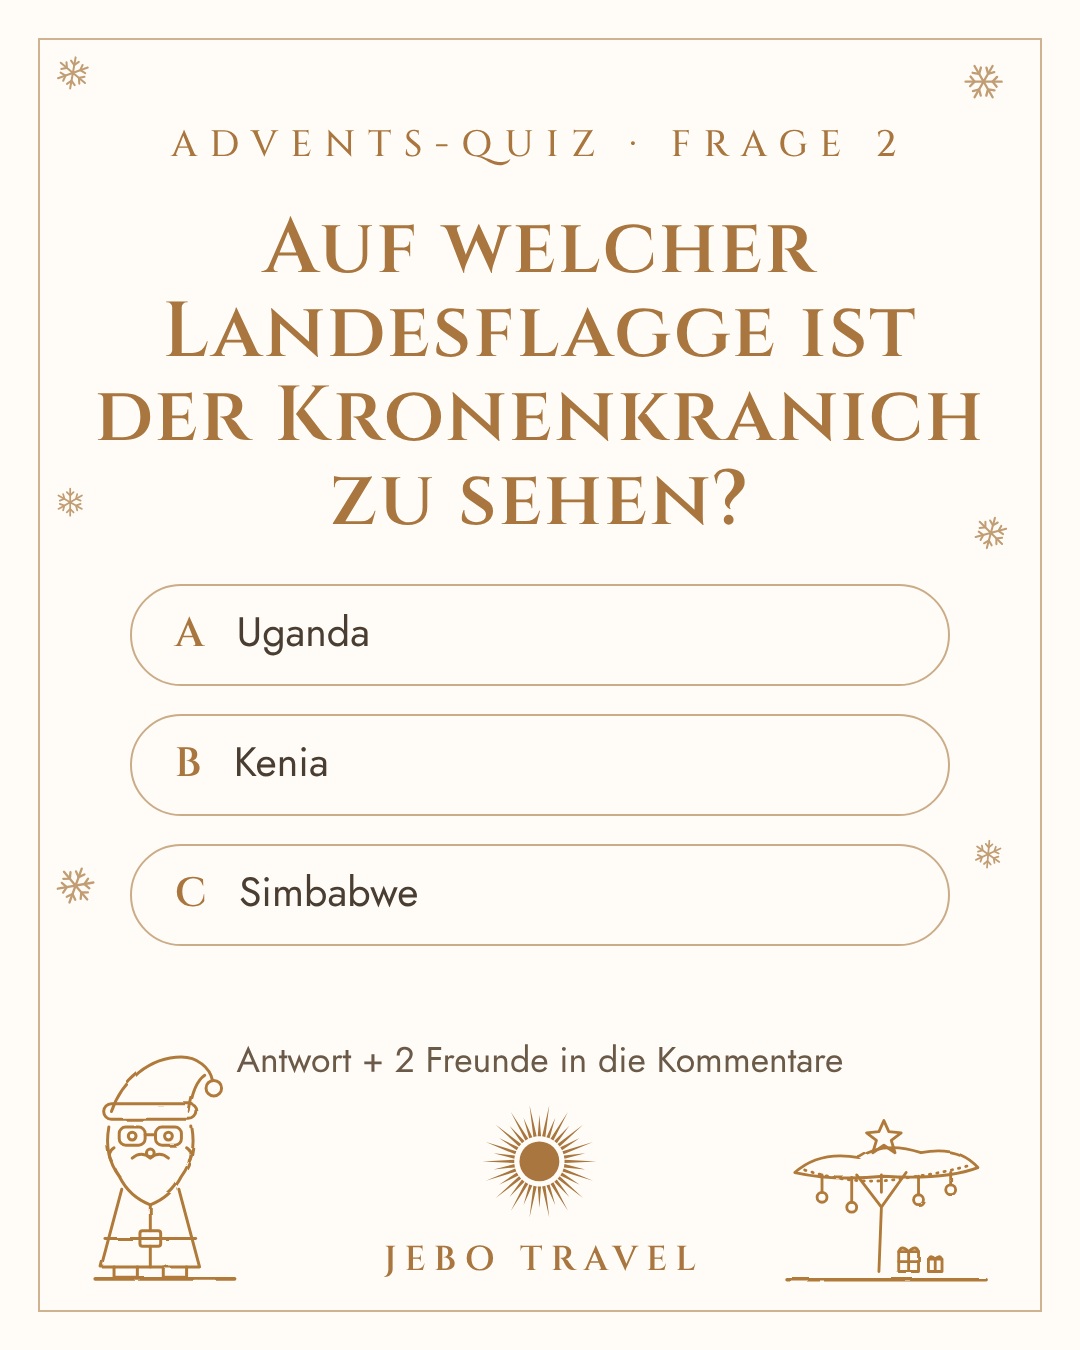 ADVENTS-QUIZ · FRAGE 2
Auf welcher
Landesflagge ist
der Kronenkranich
zu sehen?
A Uganda
B Kenia
C Simbabwe
Antwort + 2 Freunde in die Kommentare
JEBO TRAVEL